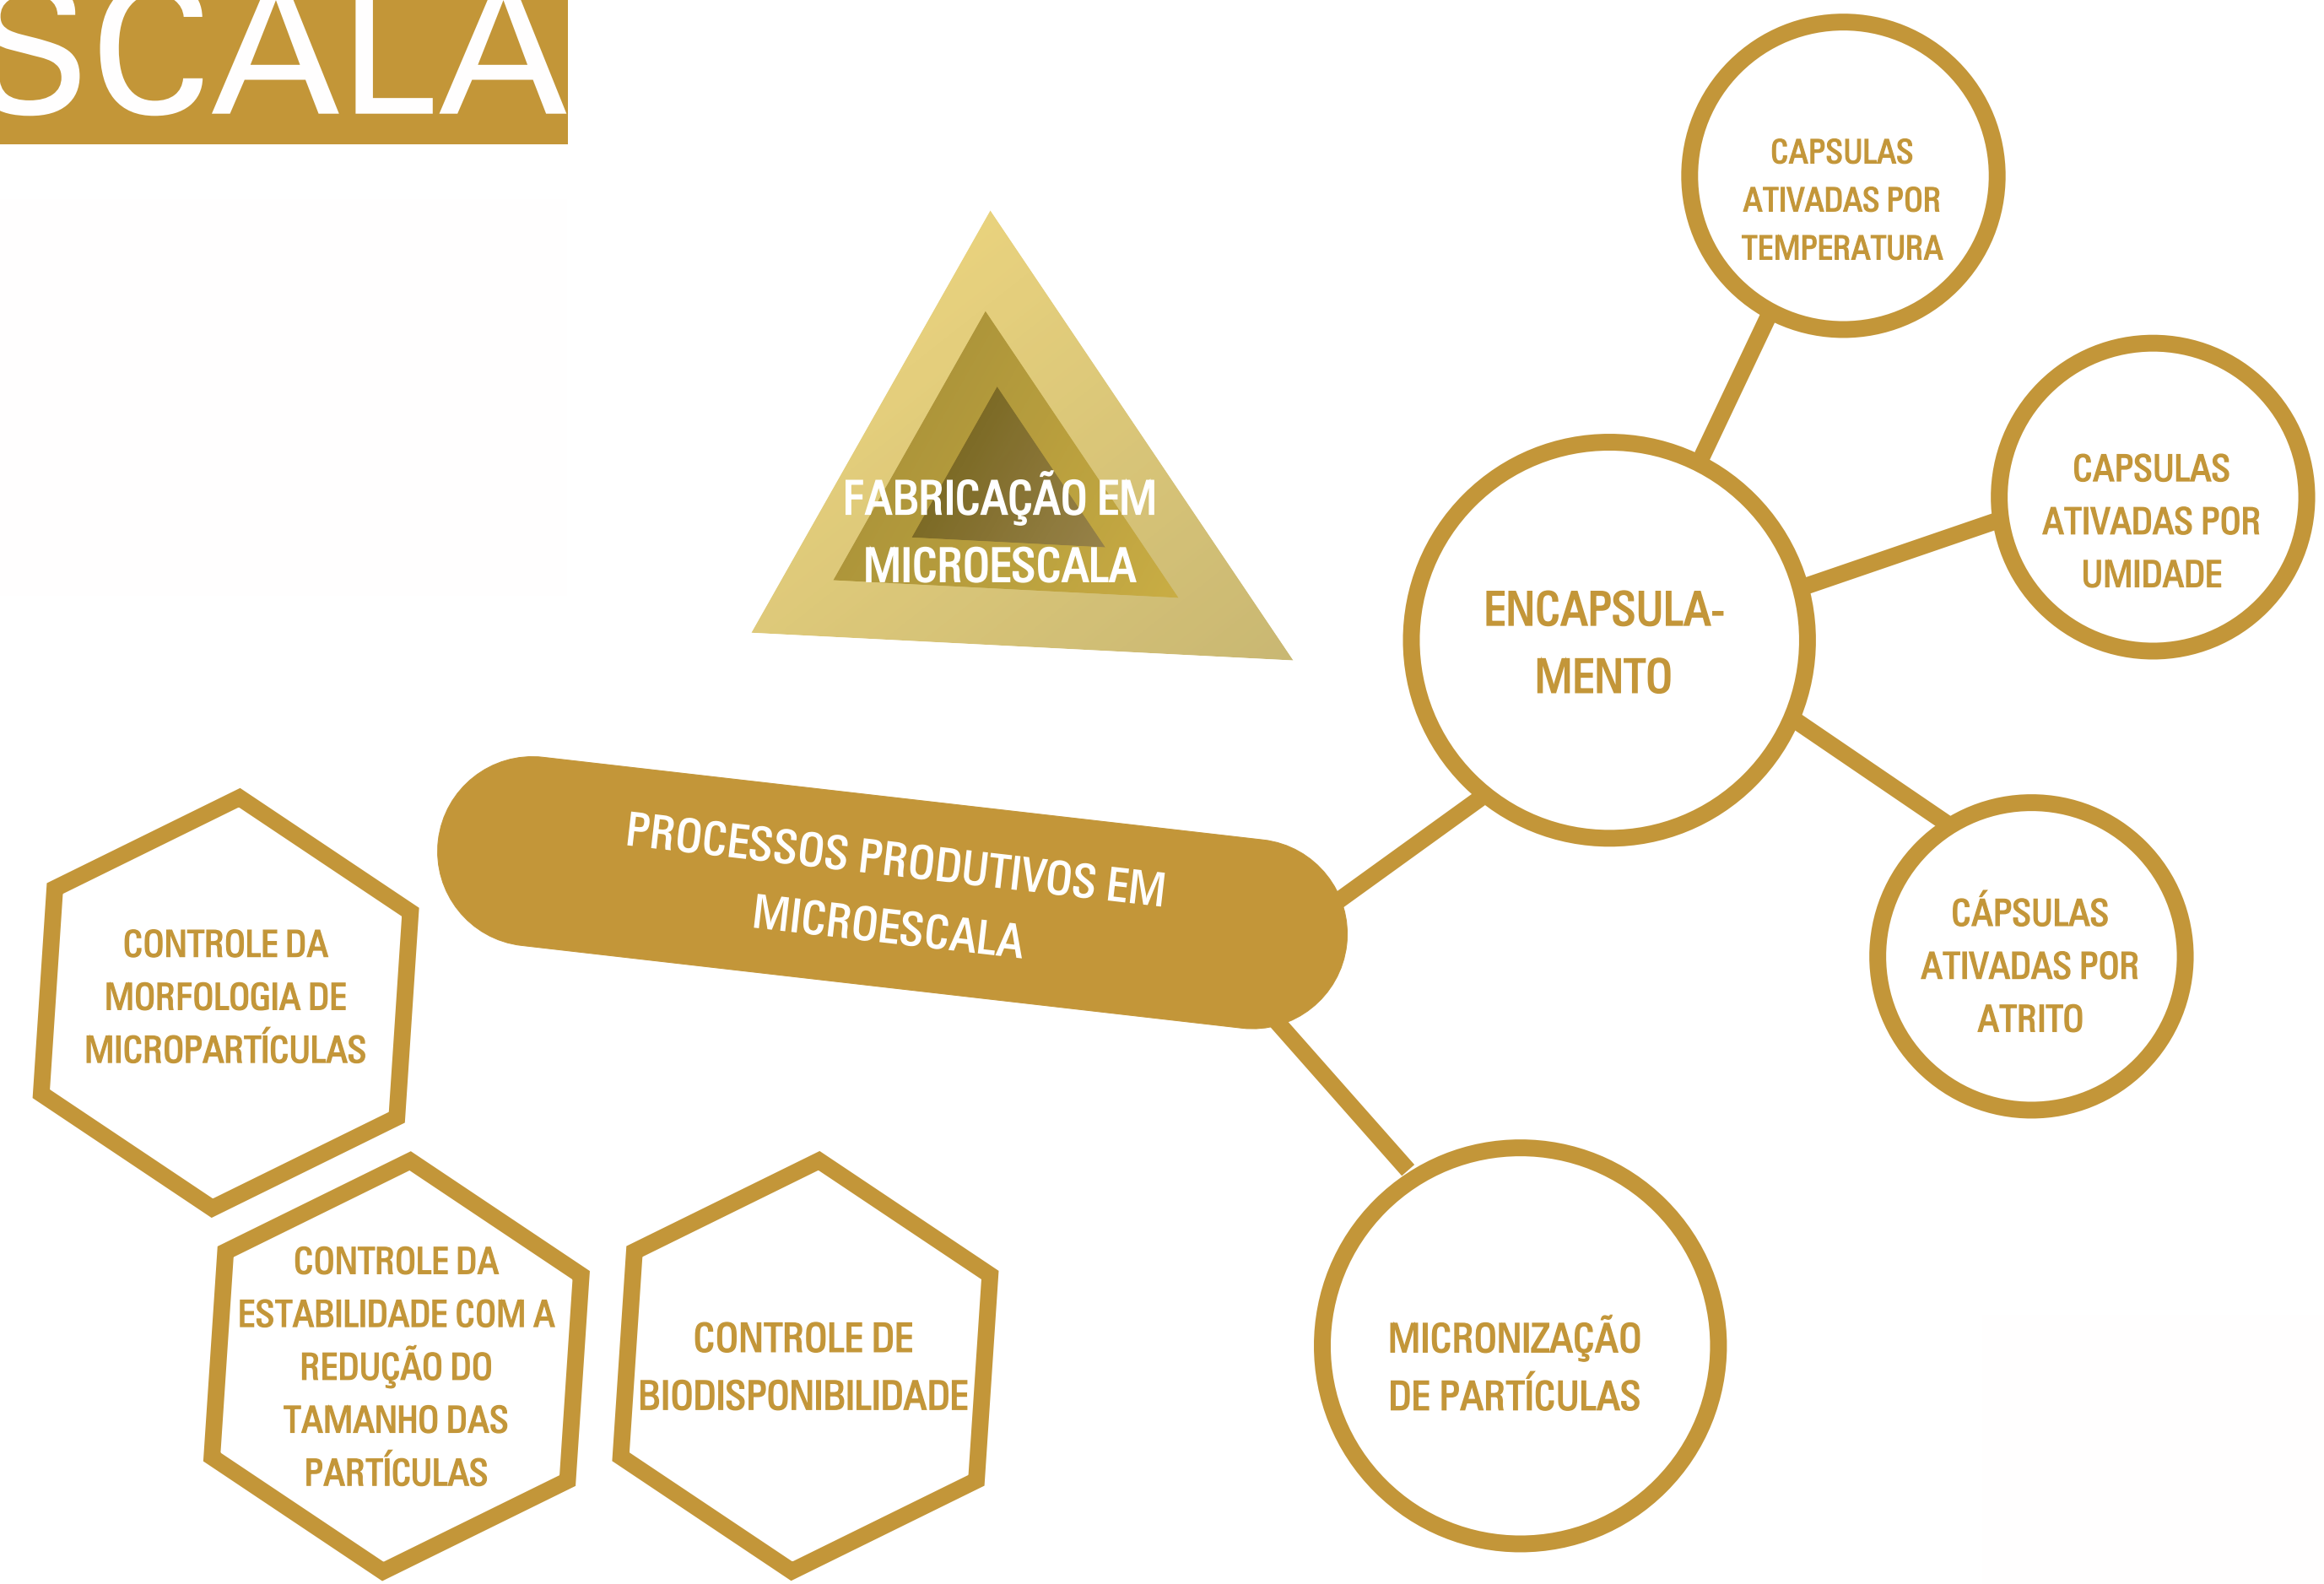 SCALA
CAPSULAS
ATIVADAS POR
TEMPERATURA
FABRICAÇÃO EM
MICROESCALA
CAPSULAS
ATIVADAS POR
UMIDADE
ENCAPSULA-
MENTO
PROCESSOS PRODUTIVOS EM
MICROESCALA
CÁPSULAS
ATIVADAS POR
ATRITO
CONTROLE DA
MORFOLOGIA DE
MICROPARTÍCULAS
CONTROLE DA
ESTABILIDADE COM A
REDUÇÃO DO
TAMANHO DAS
PARTÍCULAS
CONTROLE DE
BIODISPONIBILIDADE
MICRONIZAÇÃO
DE PARTÍCULAS